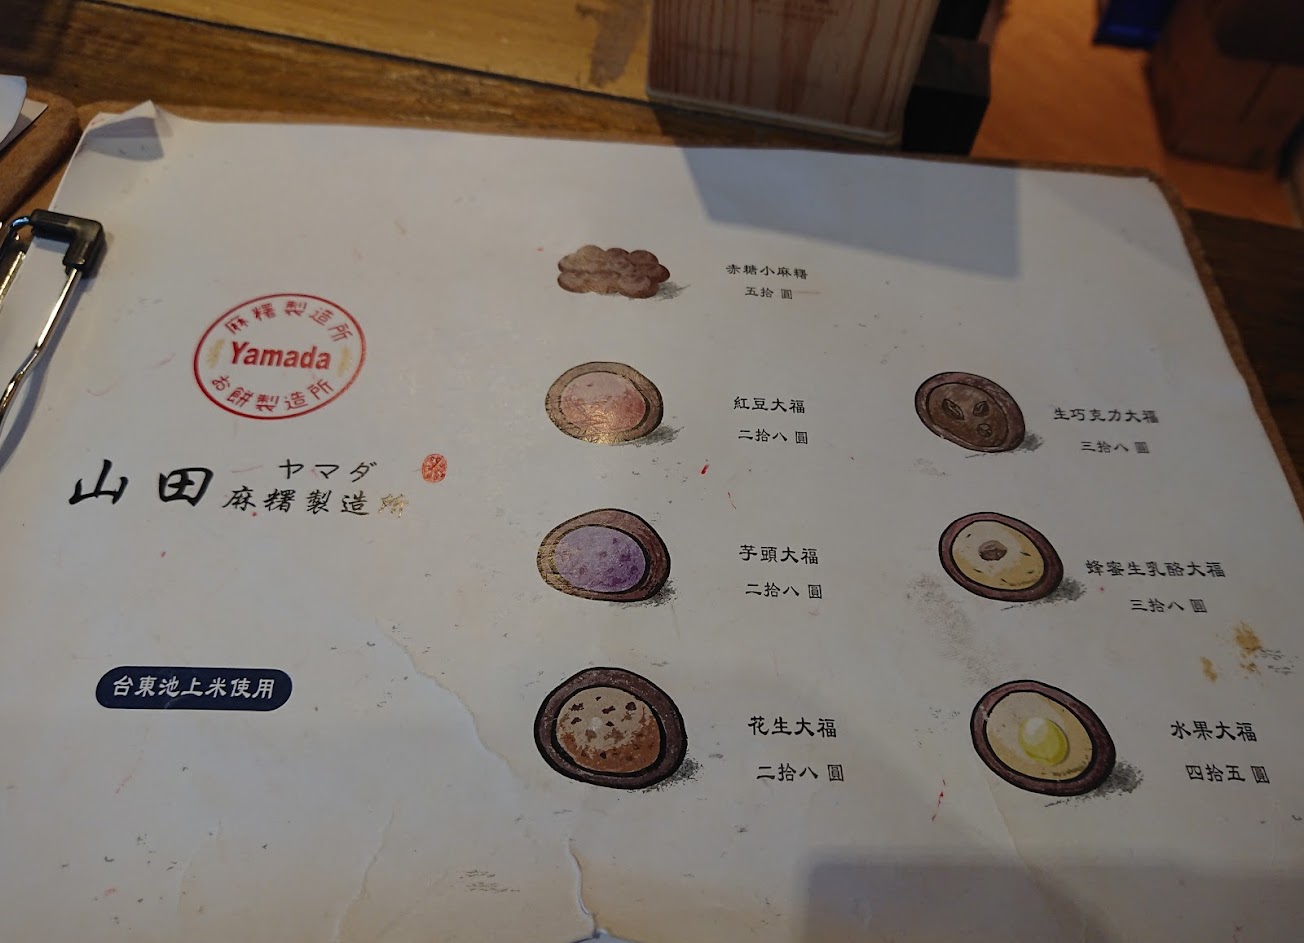 麻糬製造所
Yamada
お餅製造所
ヤマダ
山田麻糬製造所
台東池上米使用
赤糖小麻糬
五拾圓
紅豆大福
二拾八圓
芋頭大福
二拾八圓
花生大福
二拾八圓
生巧克力大福
三拾八圓
蜂蜜生乳酪大福
三拾八圓
水果大福
四拾五圓